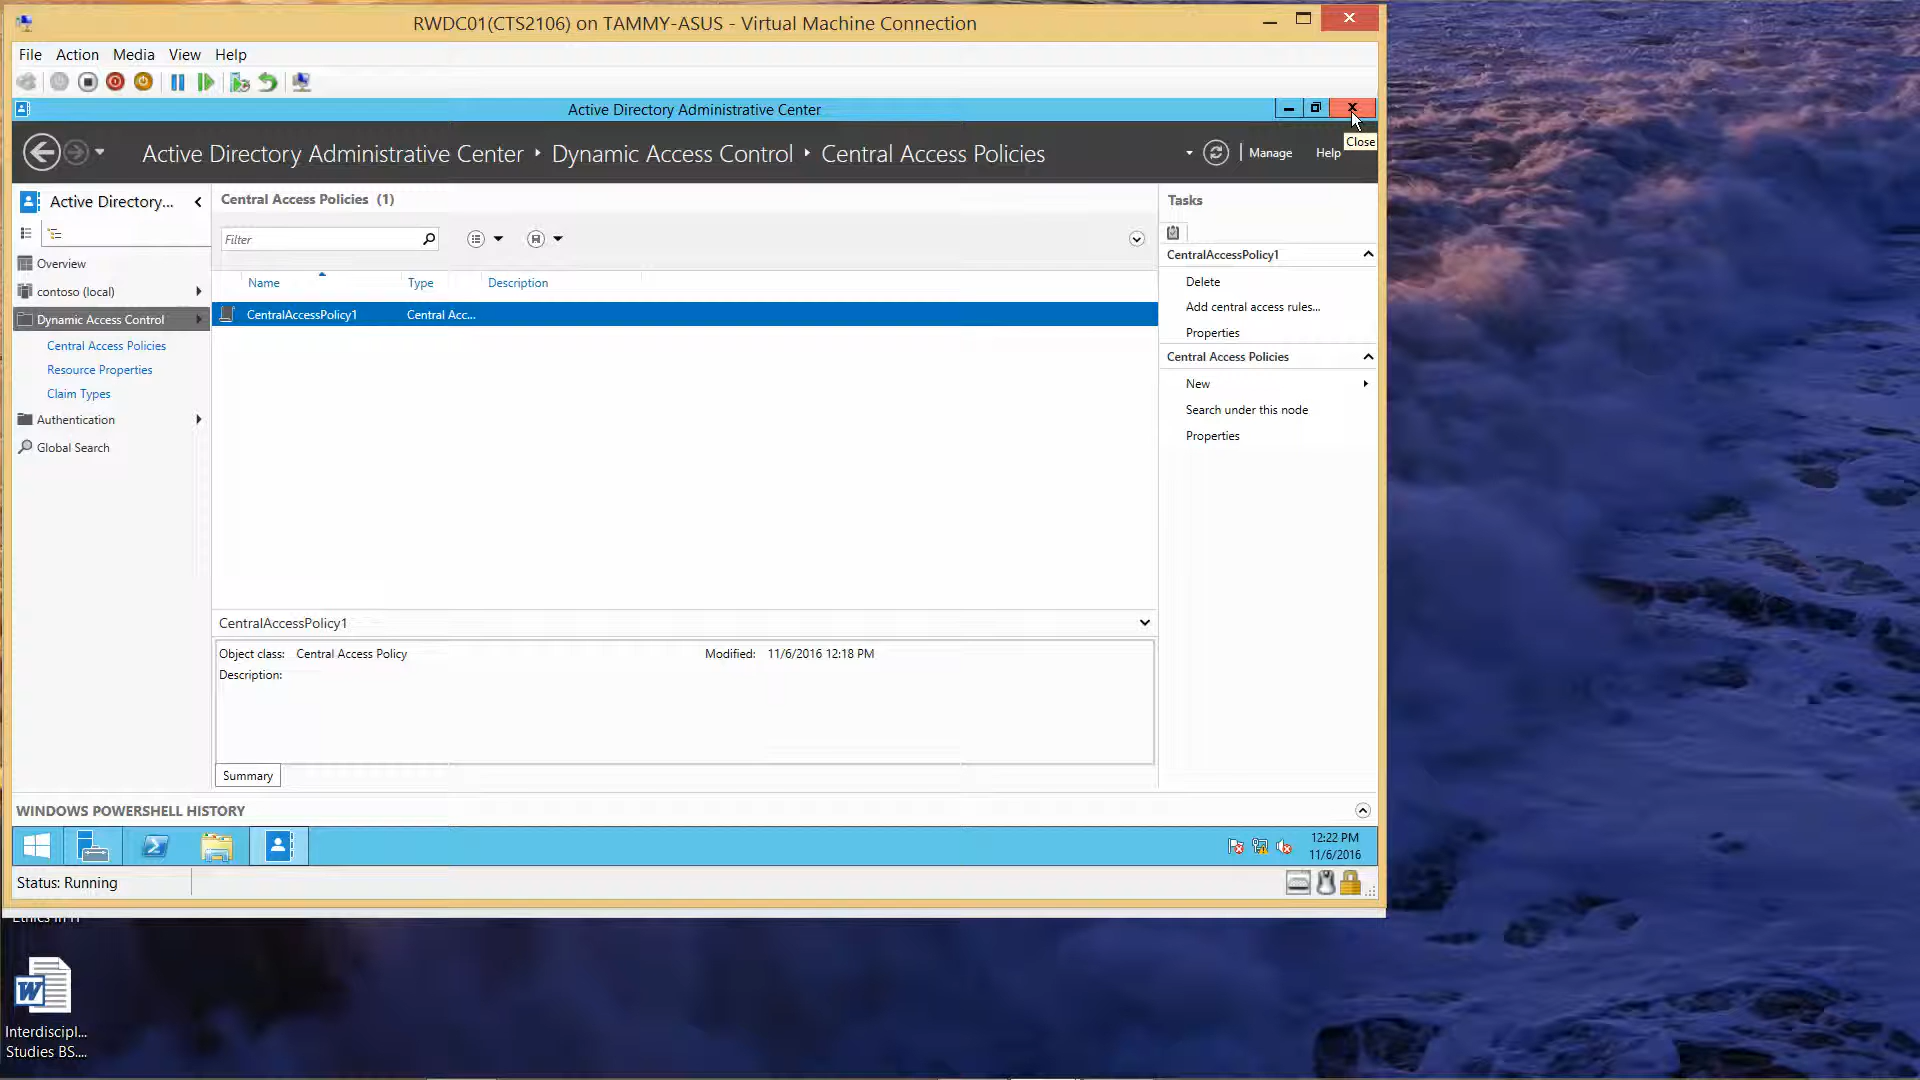 RWDC01(CTS2106) on TAMMY-ASUS - Virtual Machine Connection
File Action Media View Help
Active Directory Administrative Center
Active Directory Administrative Center Dynamic Access Control Central Access Policies
Manage Help
Close
Active Directory...
Overview
contoso (local)
Dynamic Access Control
Central Access Policies
Resource Properties
Claim Types
Authentication
Global Search
Central Access Policies (1)
Filter
Name Type Description
CentralAccessPolicy1 Central Acc...
Tasks
CentralAccessPolicy1
Delete
Add central access rules...
Properties
Central Access Policies
New
Search under this node
Properties
CentralAccessPolicy1
Object class: Central Access Policy Modified: 11/6/2016 12:18 PM
Description:
Summary
WINDOWS POWERSHELL HISTORY
12:22 PM
11/6/2016
Status: Running
Interdiscipl...
Studies BS....